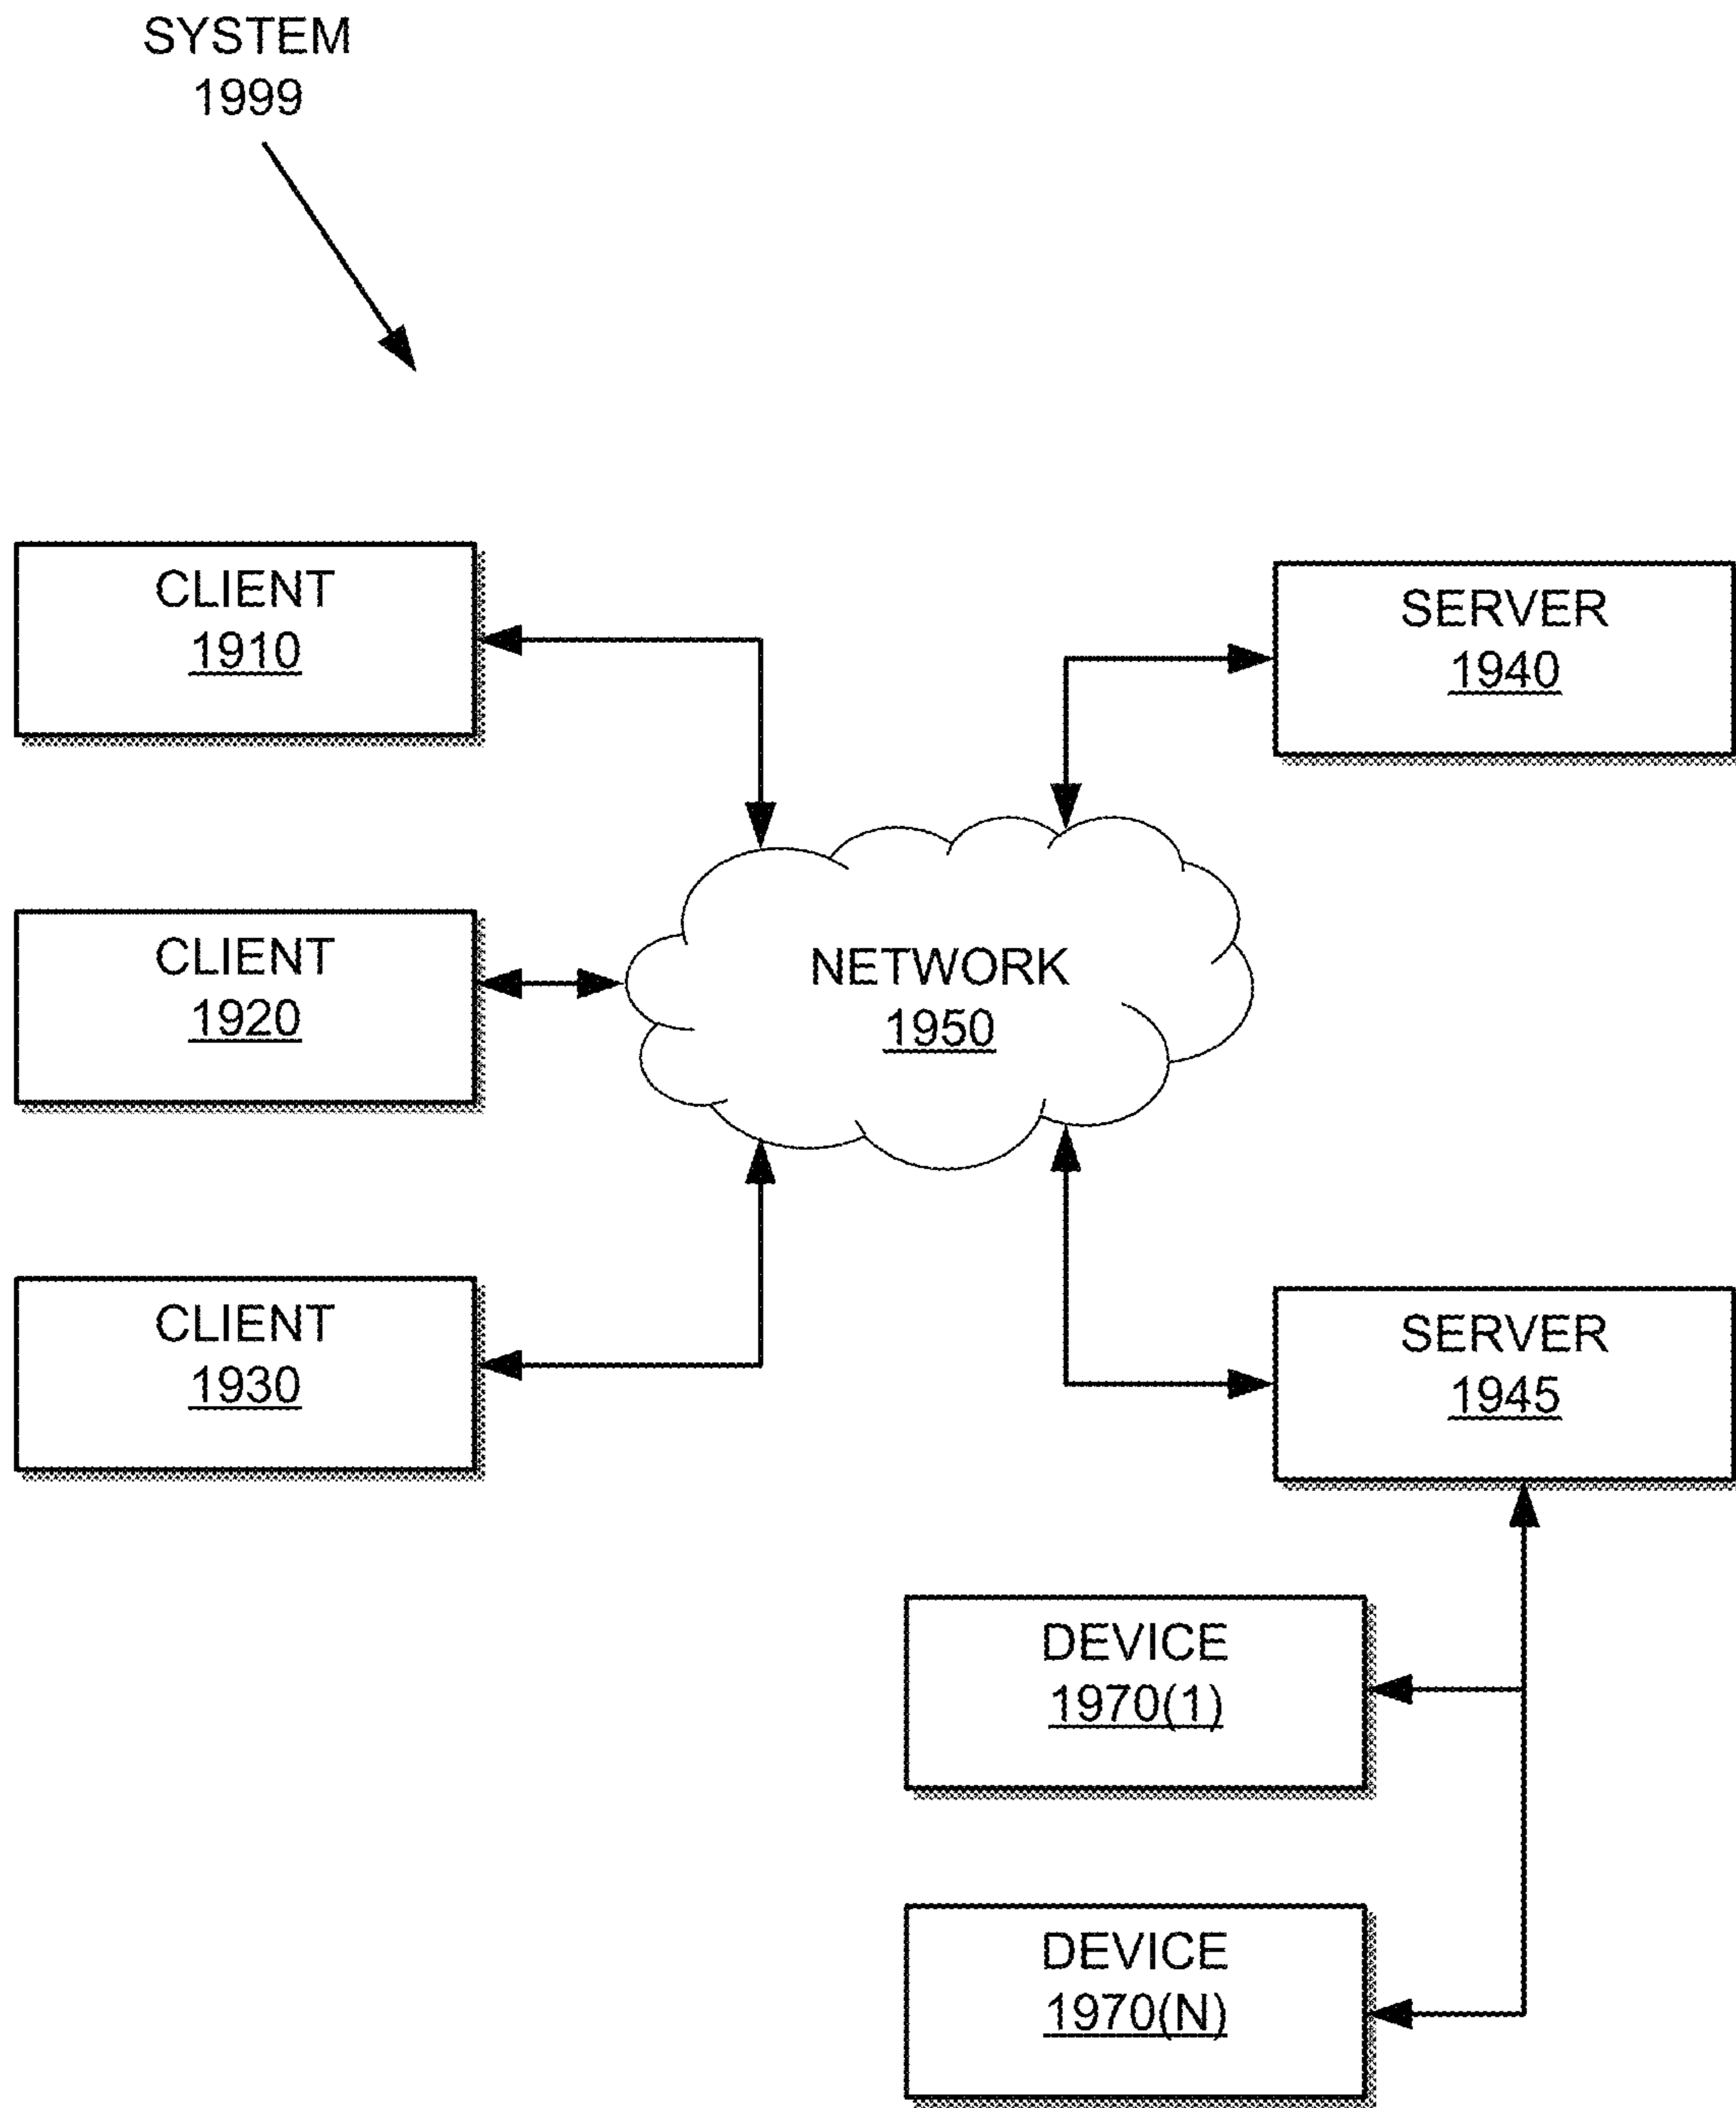 SYSTEM
1999
CLIENT
1910
SERVER
1940
CLIENT
1920
NETWORK
1950
CLIENT
1930
SERVER
1945
DEVICE
1970(1)
DEVICE
1970(N)